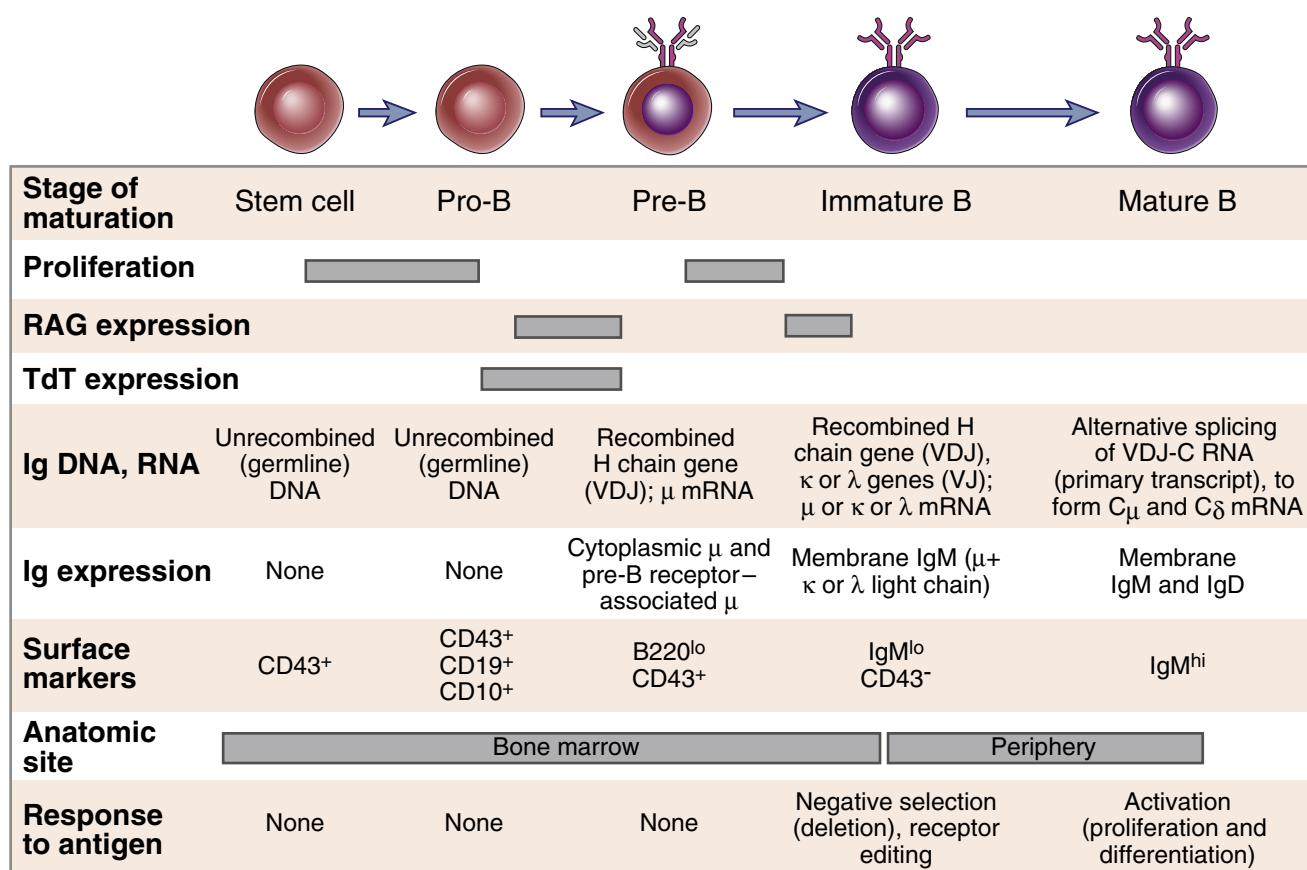 Stage of
maturation
Stem cell
Pro-B
Pre-B
Immature B
Mature B
Proliferation
RAG expression
TdT expression
Ig DNA, RNA
Unrecombined
(germline)
DNA
Unrecombined
(germline)
DNA
Recombined
H chain gene
(VDJ); μ mRNA
Recombined H
chain gene (VDJ),
κ or λ genes (VJ);
μ or κ or λ mRNA
Alternative splicing
of VDJ-C RNA
(primary transcript), to
form Cμ and Cδ mRNA
Ig expression
None
None
Cytoplasmic μ and
pre-B receptor–
associated μ
Membrane IgM (μ+
κ or λ light chain)
Membrane
IgM and IgD
Surface
markers
CD43⁺
CD43⁺
CD19⁺
CD10⁺
B220ˡᵒ
CD43⁺
IgMˡᵒ
CD43⁻
IgMʰⁱ
Anatomic
site
Bone marrow
Periphery
Response
to antigen
None
None
None
Negative selection
(deletion), receptor
editing
Activation
(proliferation and
differentiation)